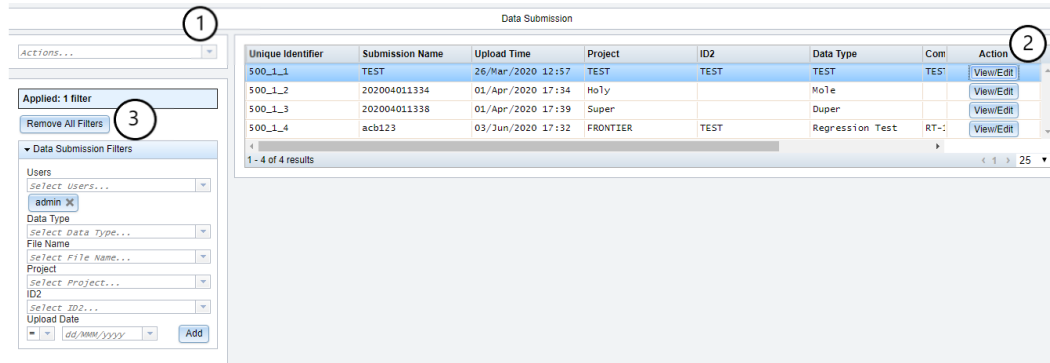 Data Submission
1
Actions...
2
Unique Identifier Submission Name Upload Time Project ID2 Data Type Com Action
500_1_1 TEST 26/Mar/2020 12:57 TEST TEST TEST TEST View/Edit
500_1_2 202004011334 01/Apr/2020 17:34 Holy Mole View/Edit
500_1_3 202004011338 01/Apr/2020 17:39 Super Duper View/Edit
500_1_4 acb123 03/Jun/2020 17:32 FRONTIER TEST Regression Test RT-1 View/Edit
1 - 4 of 4 results 1 25
Applied: 1 filter
Remove All Filters 3
Data Submission Filters
Users
Select Users...
admin
Data Type
Select Data Type...
File Name
Select File Name...
Project
Select Project...
ID2
Select ID2...
Upload Date
= dd/MMM/yyyy Add